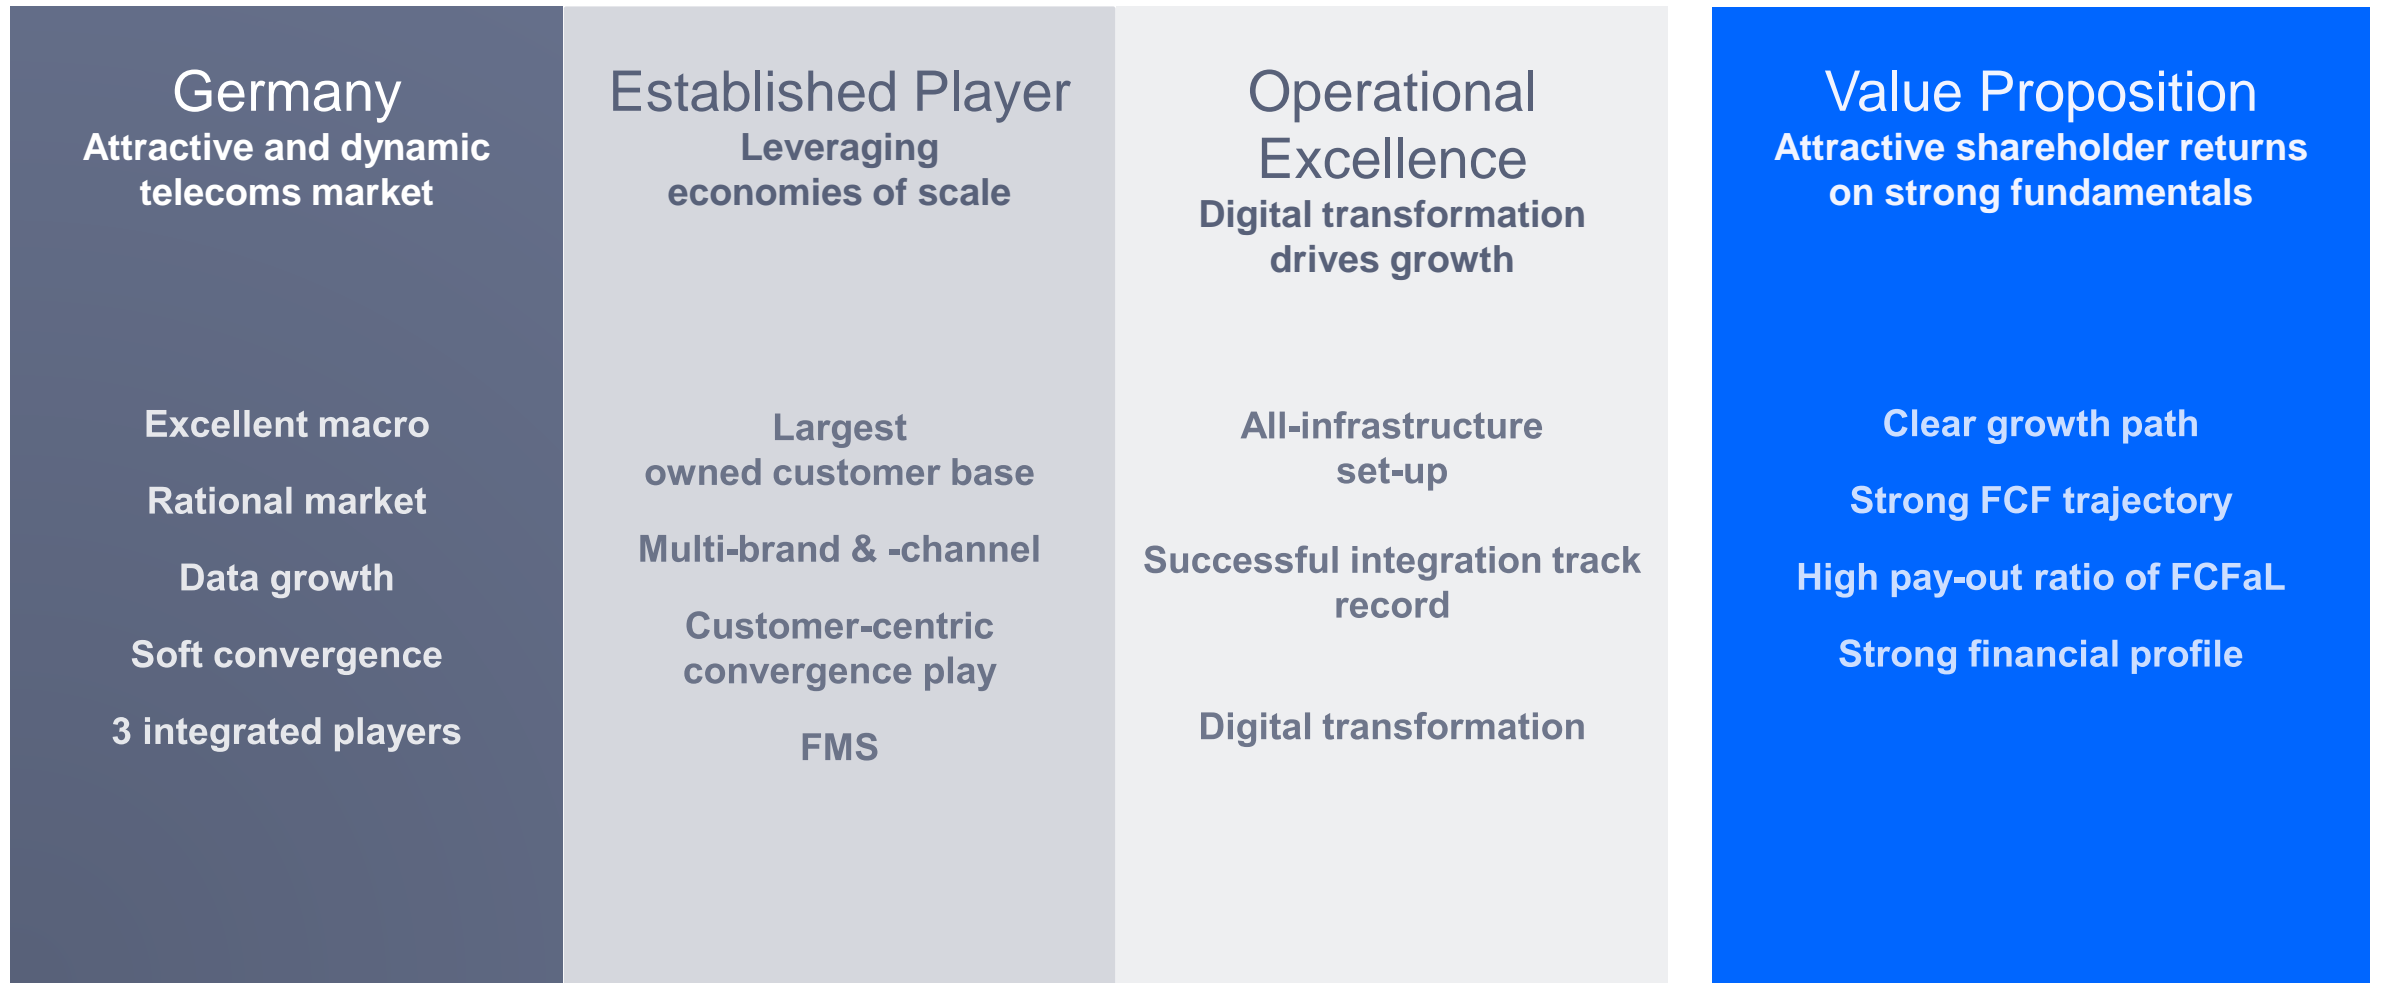 Germany
Attractive and dynamic
telecoms market
Excellent macro
Rational market
Data growth
Soft convergence
3 integrated players
Established Player
Leveraging
economies of scale
Largest
owned customer base
Multi-brand & -channel
Customer-centric
convergence play
FMS
Operational
Excellence
Digital transformation
drives growth
All-infrastructure
set-up
Successful integration track
record
Digital transformation
Value Proposition
Attractive shareholder returns
on strong fundamentals
Clear growth path
Strong FCF trajectory
High pay-out ratio of FCFaL
Strong financial profile